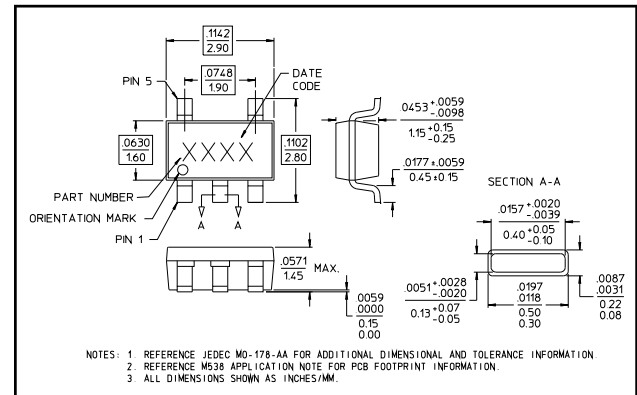 .1142
2.90
PIN 5
.0748
1.90
DATE
CODE
.0630
1.60
XXXX
.1102
2.80
PART NUMBER
ORIENTATION MARK
PIN 1
A A
.0453 +.0059
-.0098
1.15 +0.15
-0.25
.0177 ±.0059
0.45 ±0.15
.0571
1.45
MAX.
.0059
.0000
0.15
0.00
SECTION A-A
.0157 +.0020
-.0039
0.40 +0.05
-0.10
.0051 +.0028
-.0020
0.13 +0.07
-0.05
.0197
.0118
0.50
0.30
.0087
.0031
0.22
0.08
NOTES: 1. REFERENCE JEDEC MO-178-AA FOR ADDITIONAL DIMENSIONAL AND TOLERANCE INFORMATION.
2. REFERENCE M538 APPLICATION NOTE FOR PCB FOOTPRINT INFORMATION.
3. ALL DIMENSIONS SHOWN AS INCHES/MM.